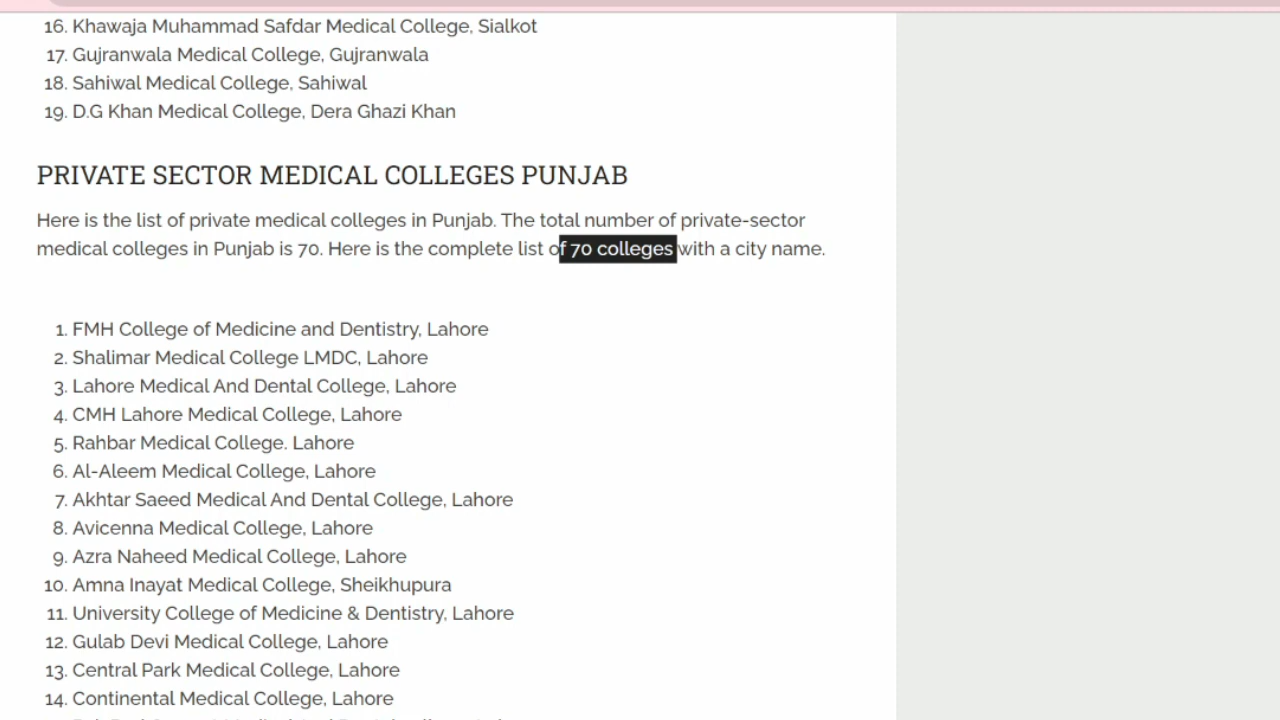 16. Khawaja Muhammad Safdar Medical College, Sialkot
17. Gujranwala Medical College, Gujranwala
18. Sahiwal Medical College, Sahiwal
19. D.G Khan Medical College, Dera Ghazi Khan
PRIVATE SECTOR MEDICAL COLLEGES PUNJAB
Here is the list of private medical colleges in Punjab. The total number of private-sector
medical colleges in Punjab is 70. Here is the complete list of 70 colleges with a city name.
1. FMH College of Medicine and Dentistry, Lahore
2. Shalimar Medical College LMDC, Lahore
3. Lahore Medical And Dental College, Lahore
4. CMH Lahore Medical College, Lahore
5. Rahbar Medical College. Lahore
6. Al-Aleem Medical College, Lahore
7. Akhtar Saeed Medical And Dental College, Lahore
8. Avicenna Medical College, Lahore
9. Azra Naheed Medical College, Lahore
10. Amna Inayat Medical College, Sheikhupura
11. University College of Medicine & Dentistry, Lahore
12. Gulab Devi Medical College, Lahore
13. Central Park Medical College, Lahore
14. Continental Medical College, Lahore